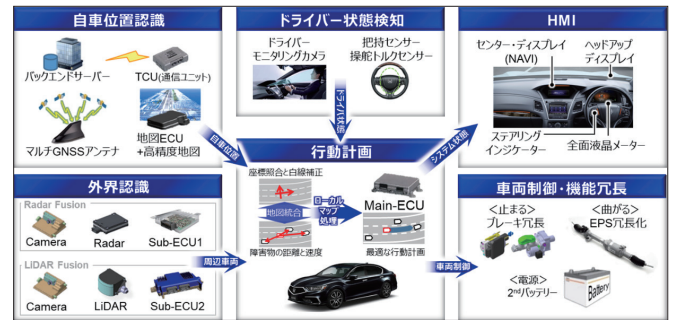 自車位置認識
バックエンドサーバー
TCU(通信ユニット)
マルチGNSSアンテナ
地図ECU
+高精度地図
自車位置
ドライバー状態検知
ドライバー
モニタリングカメラ
把持センサー
操舵トルクセンサー
ドライバ状態
HMI
センター・ディスプレイ
(NAVI)
ヘッドアップ
ディスプレイ
ステアリング
インジケーター
全面液晶メーター
システム状態
外界認識
Radar Fusion
Camera
Radar
Sub-ECU1
LiDAR Fusion
Camera
LiDAR
Sub-ECU2
周辺車両
行動計画
座標照合と白線補正
地図統合
障害物の距離と速度
ローカル
マップ
処理
Main-ECU
最適な行動計画
車両制御
車両制御・機能冗長
<止まる>
ブレーキ冗長
<曲がる>
EPS冗長化
<電源>
2ndバッテリー
Battery